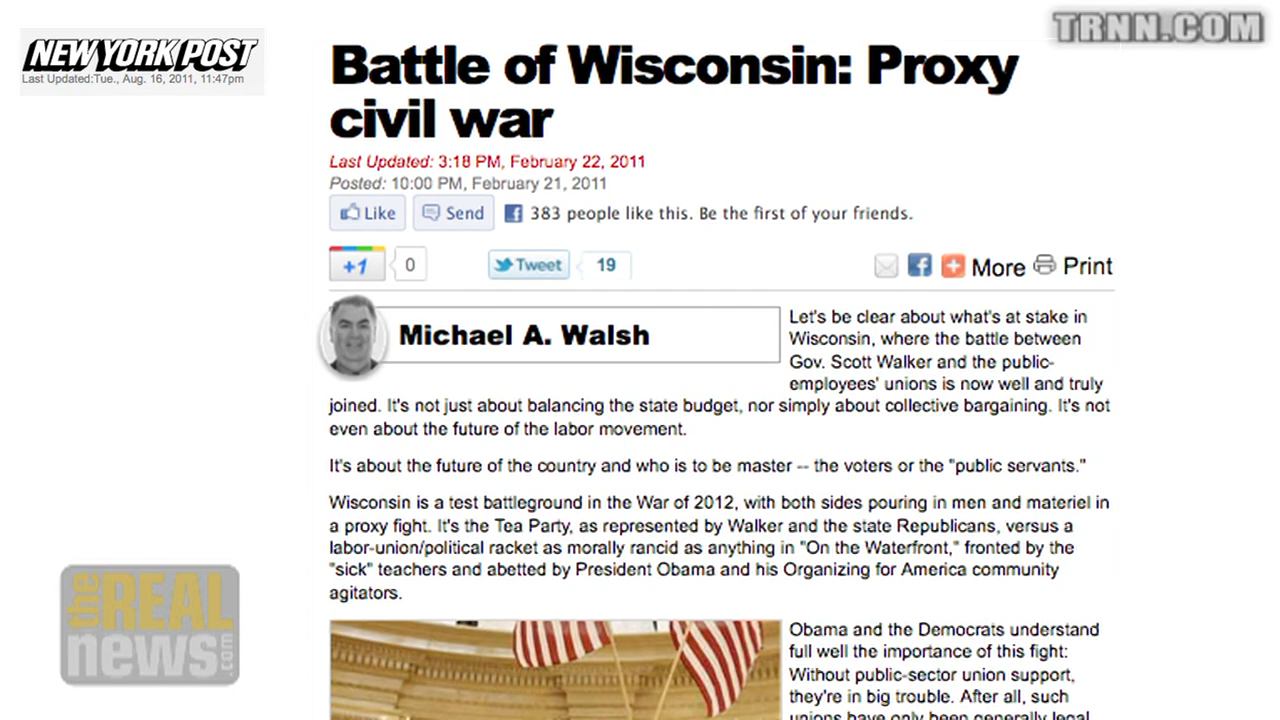 TRNN.COM
NEW YORK POST
Last Updated:Tue., Aug. 16, 2011, 11:47pm
Battle of Wisconsin: Proxy
civil war
Last Updated: 3:18 PM, February 22, 2011
Posted: 10:00 PM, February 21, 2011
Like Send 383 people like this. Be the first of your friends.
+1 0 Tweet 19 More Print
Michael A. Walsh
Let's be clear about what's at stake in
Wisconsin, where the battle between
Gov. Scott Walker and the public-
employees' unions is now well and truly
joined. It's not just about balancing the state budget, nor simply about collective bargaining. It's not
even about the future of the labor movement.
It's about the future of the country and who is to be master -- the voters or the "public servants."
Wisconsin is a test battleground in the War of 2012, with both sides pouring in men and materiel in
a proxy fight. It's the Tea Party, as represented by Walker and the state Republicans, versus a
labor-union/political racket as morally rancid as anything in "On the Waterfront," fronted by the
"sick" teachers and abetted by President Obama and his Organizing for America community
agitators.
Obama and the Democrats understand
full well the importance of this fight:
Without public-sector union support,
they're in big trouble. After all, such
unions have only been generally legal
the REAL
news.com